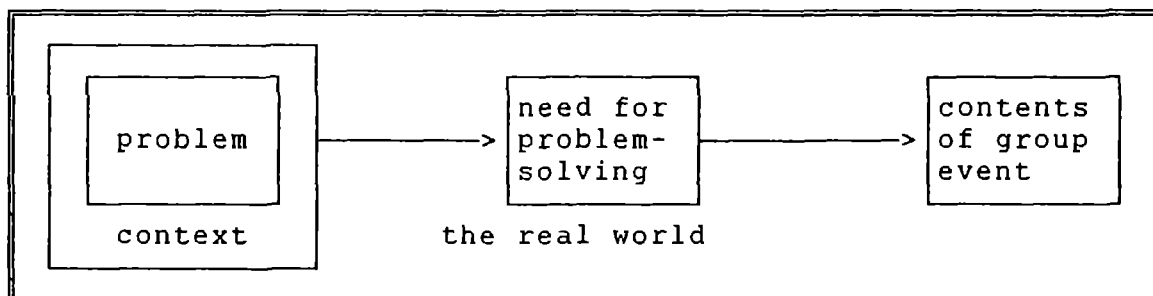 problem
context
need for
problem-
solving
the real world
contents
of group
event